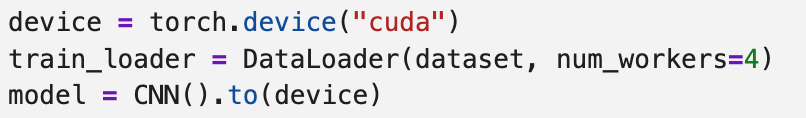 device = torch.device("cuda")
train_loader = DataLoader(dataset, num_workers=4)
model = CNN().to(device)